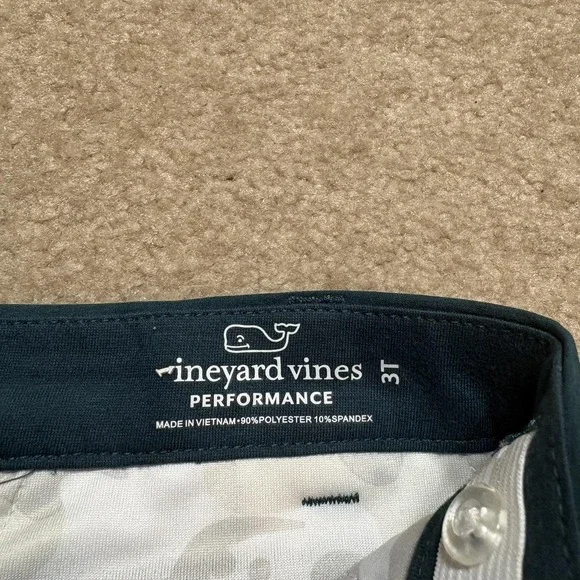 vineyard vines
3T
PERFORMANCE
MADE IN VIETNAM•90%POLYESTER 10%SPANDEX